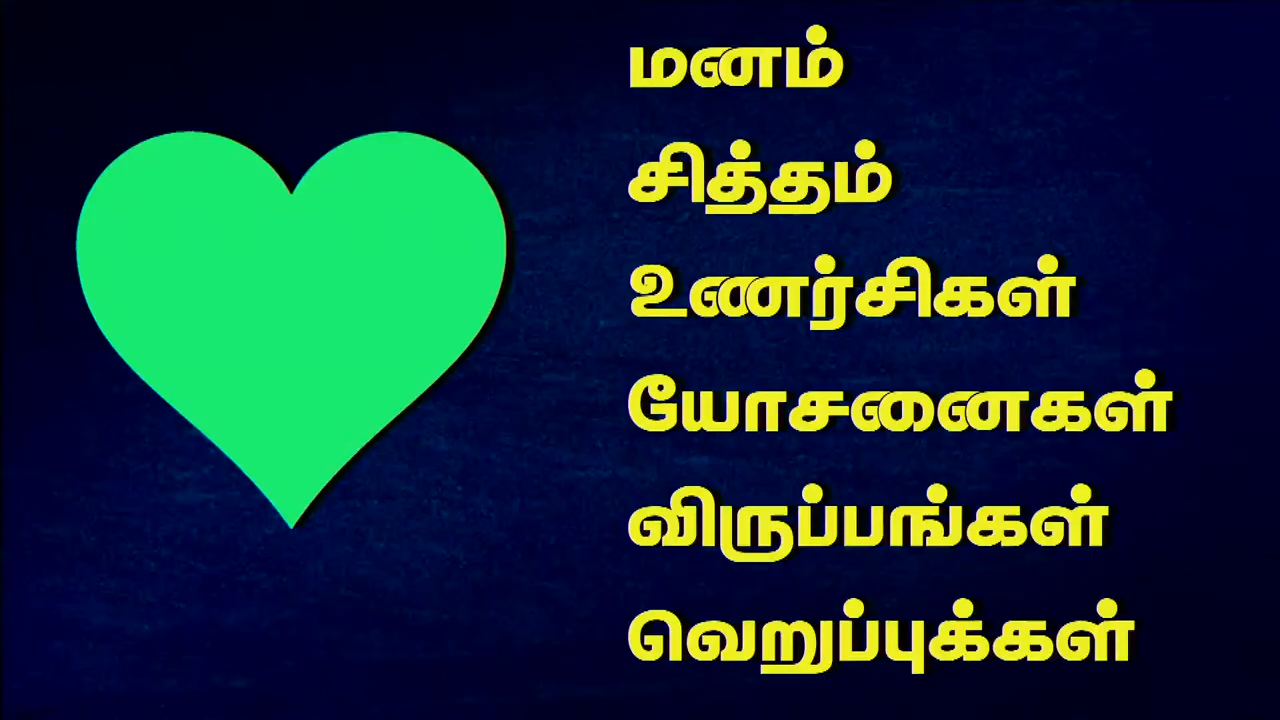 மனம்
சித்தம்
உணர்சிகள்
யோசனைகள்
விருப்பங்கள்
வெறுப்புக்கள்